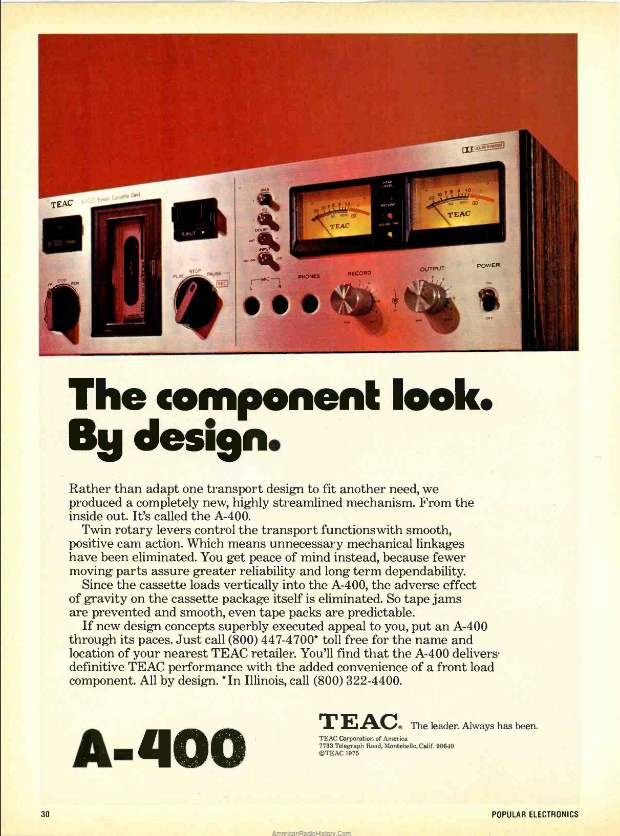 TEAC
DOLBY SYSTEM
TEAC
TEAC
PHONES
RECORD
OUTPUT
POWER
PLAY
STOP
PAUSE
REC
MIC
INPUT
The component look.
By design.
Rather than adapt one transport design to fit another need, we
produced a completely new, highly streamlined mechanism. From the
inside out. It's called the A-400.
Twin rotary levers control the transport functions with smooth,
positive cam action. Which means unnecessary mechanical linkages
have been eliminated. You get peace of mind instead, because fewer
moving parts assure greater reliability and long term dependability.
Since the cassette loads vertically into the A-400, the adverse effect
of gravity on the cassette package itself is eliminated. So tape jams
are prevented and smooth, even tape packs are predictable.
If new design concepts superbly executed appeal to you, put an A-400
through its paces. Just call (800) 447-4700* toll free for the name and
location of your nearest TEAC retailer. You'll find that the A-400 delivers
definitive TEAC performance with the added convenience of a front load
component. All by design. *In Illinois, call (800) 322-4400.
A-400
TEAC® The leader. Always has been.
TEAC Corporation of America
7733 Telegraph Road, Montebello, Calif. 90640
©TEAC 1975
30
POPULAR ELECTRONICS
AmericanRadioHistory.Com